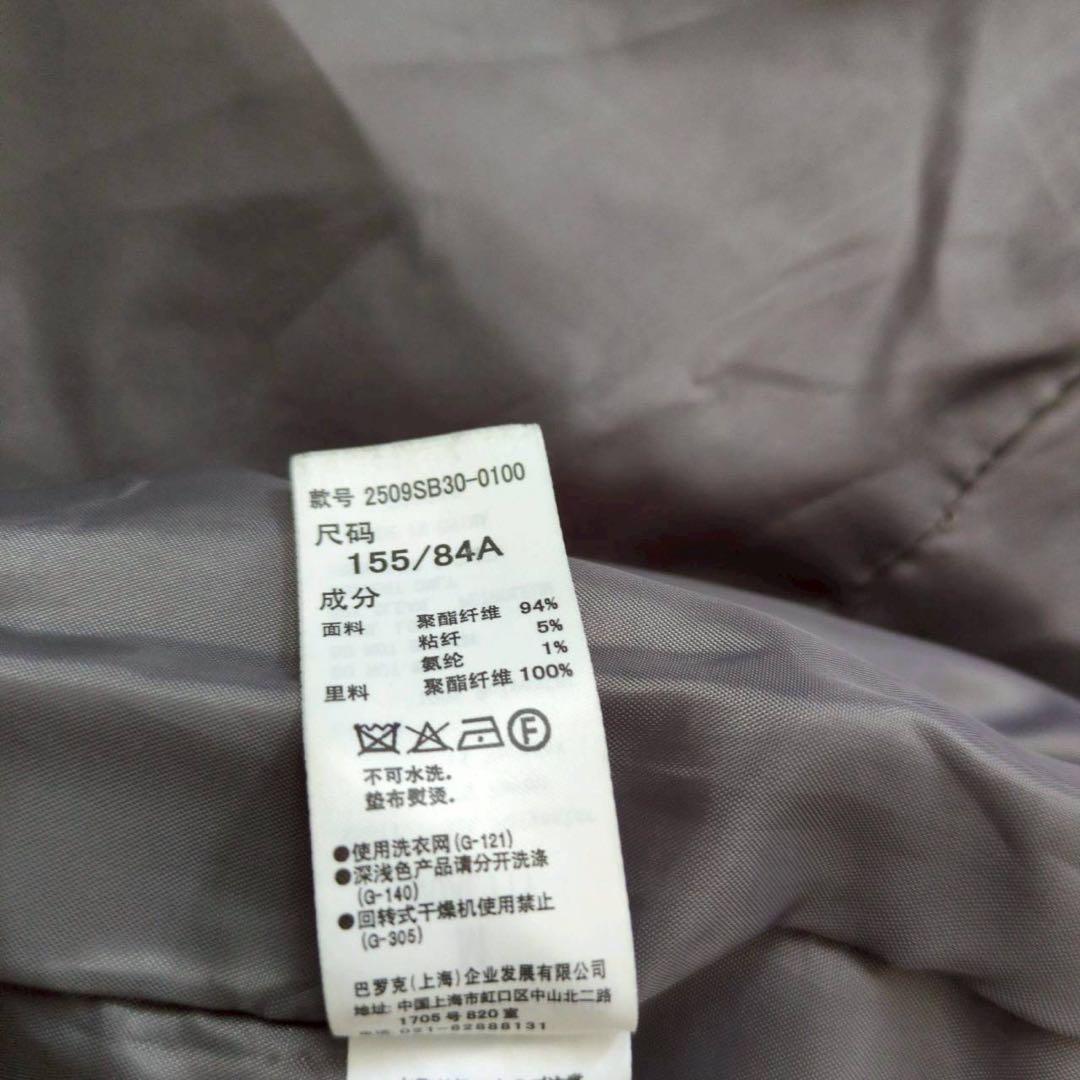 款号 2509SB30-0100
尺码
155/84A
成分
面料 聚酯纤维 94%
粘纤 5%
氨纶 1%
里料 聚酯纤维 100%
F
不可水洗.
垫布熨烫.
●使用洗衣网(G-121)
●深浅色产品请分开洗涤
(G-140)
●回转式干燥机使用禁止
(G-305)
巴罗克(上海)企业发展有限公司
地址: 中国上海市虹口区中山北二路
1705号820室
021-62888131